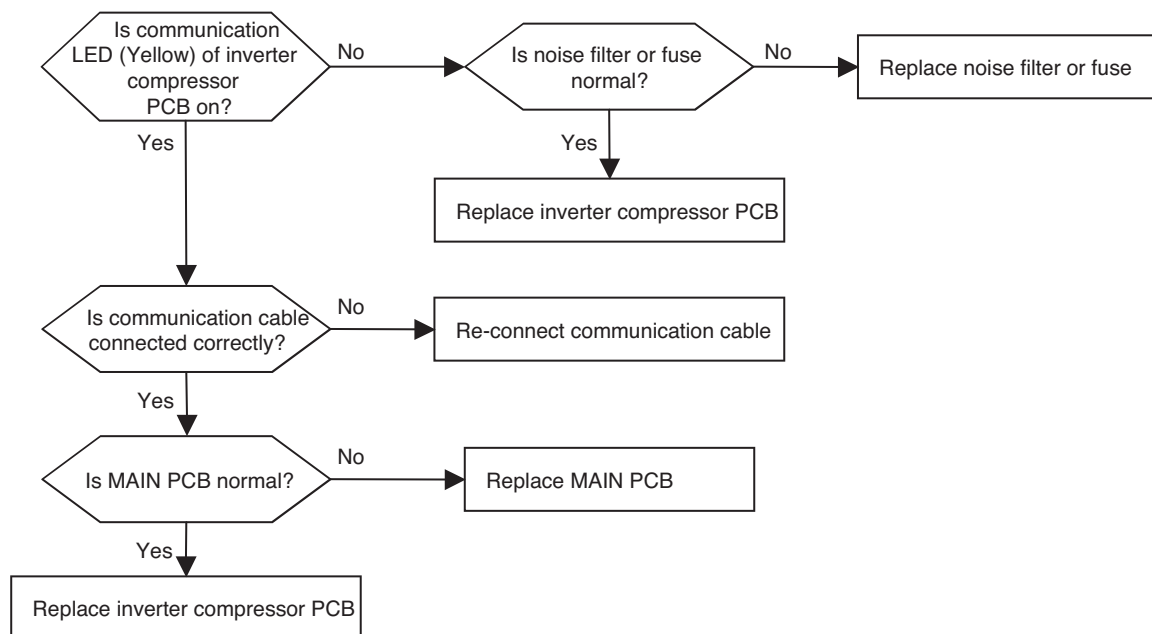 Is communication
LED (Yellow) of inverter
compressor
PCB on?
No
Is noise filter or fuse
normal?
No
Replace noise filter or fuse
Yes
Yes
Replace inverter compressor PCB
Is communication cable
connected correctly?
No
Re-connect communication cable
Yes
Is MAIN PCB normal?
No
Replace MAIN PCB
Yes
Replace inverter compressor PCB